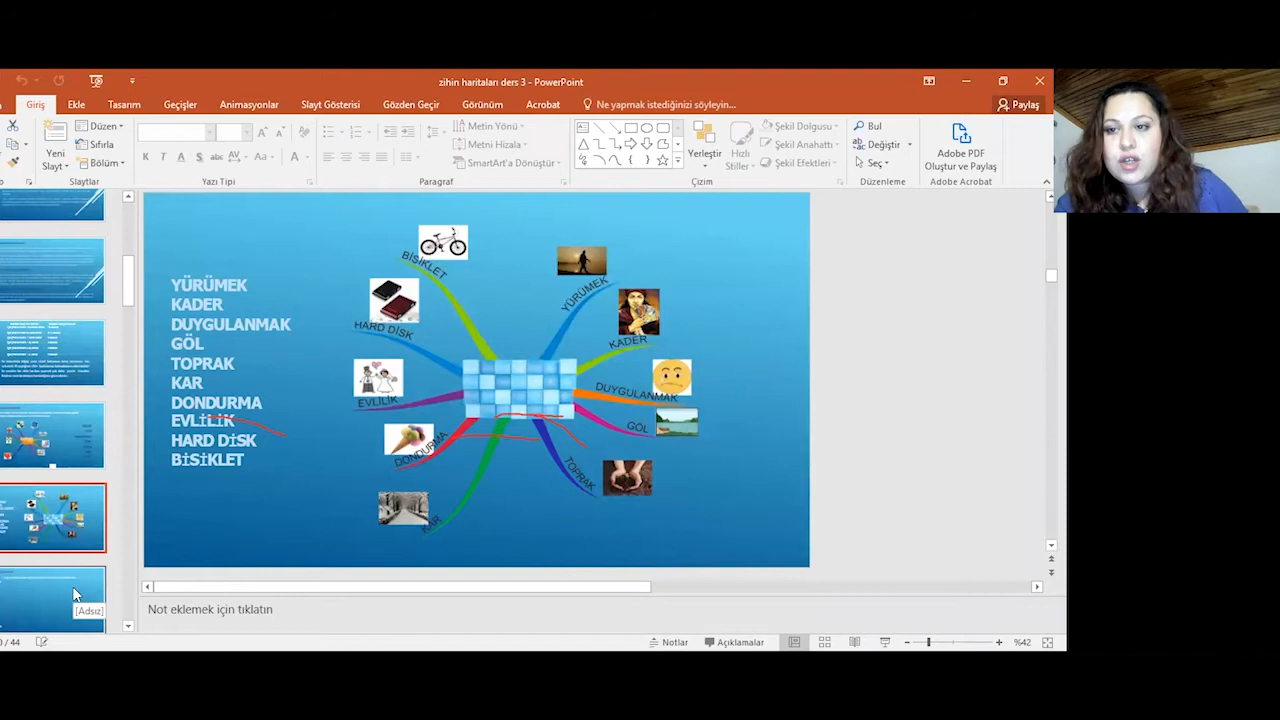 zihin haritaları ders 3 - PowerPoint
Giriş
Ekle
Tasarım
Geçişler
Animasyonlar
Slayt Gösterisi
Gözden Geçir
Görünüm
Acrobat
Ne yapmak istediğinizi söyleyin...
Paylaş
Yeni
Slayt
Düzen
Sıfırla
Bölüm
Slaytlar
K T A S abc AV Aa A
Yazı Tipi
Metin Yönü
Metni Hizala
SmartArt'a Dönüştür
Paragraf
Yerleştir
Hızlı
Stiller
Şekil Dolgusu
Şekil Anahattı
Şekil Efektleri
Çizim
Bul
Değiştir
Seç
Düzenleme
Adobe PDF
Oluştur ve Paylaş
Adobe Acrobat
YÜRÜMEK
KADER
DUYGULANMAK
GÖL
TOPRAK
KAR
DONDURMA
EVLİLİK
HARD DİSK
BİSİKLET
BİSİKLET
HARD DİSK
EVLİLİK
DONDURMA
KAR
YÜRÜMEK
KADER
DUYGULANMAK
GÖL
TOPRAK
[Adsız]
Not eklemek için tıklatın
/ 44
Notlar
Açıklamalar
%42